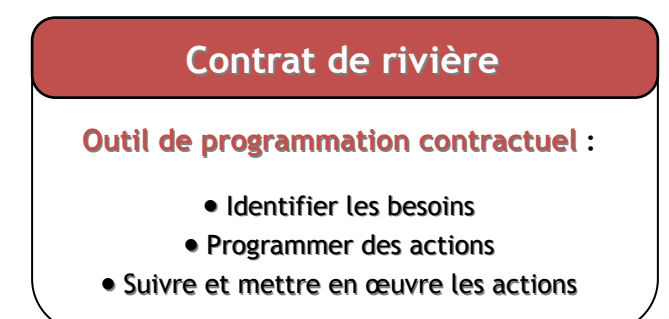 Contrat de rivière
Outil de programmation contractuel :
• Identifier les besoins
• Programmer des actions
• Suivre et mettre en œuvre les actions